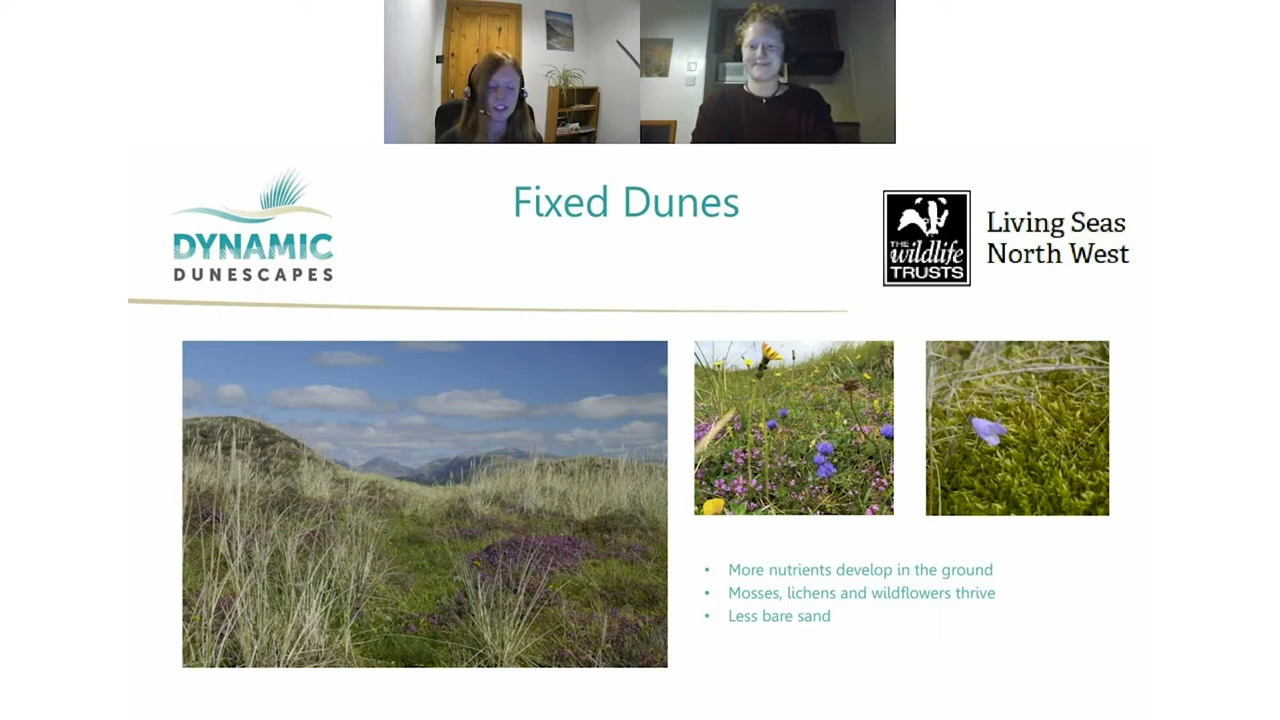 Fixed Dunes
DYNAMIC
DUNESCAPES
THE
wildlife
TRUSTS
Living Seas
North West
• More nutrients develop in the ground
• Mosses, lichens and wildflowers thrive
• Less bare sand